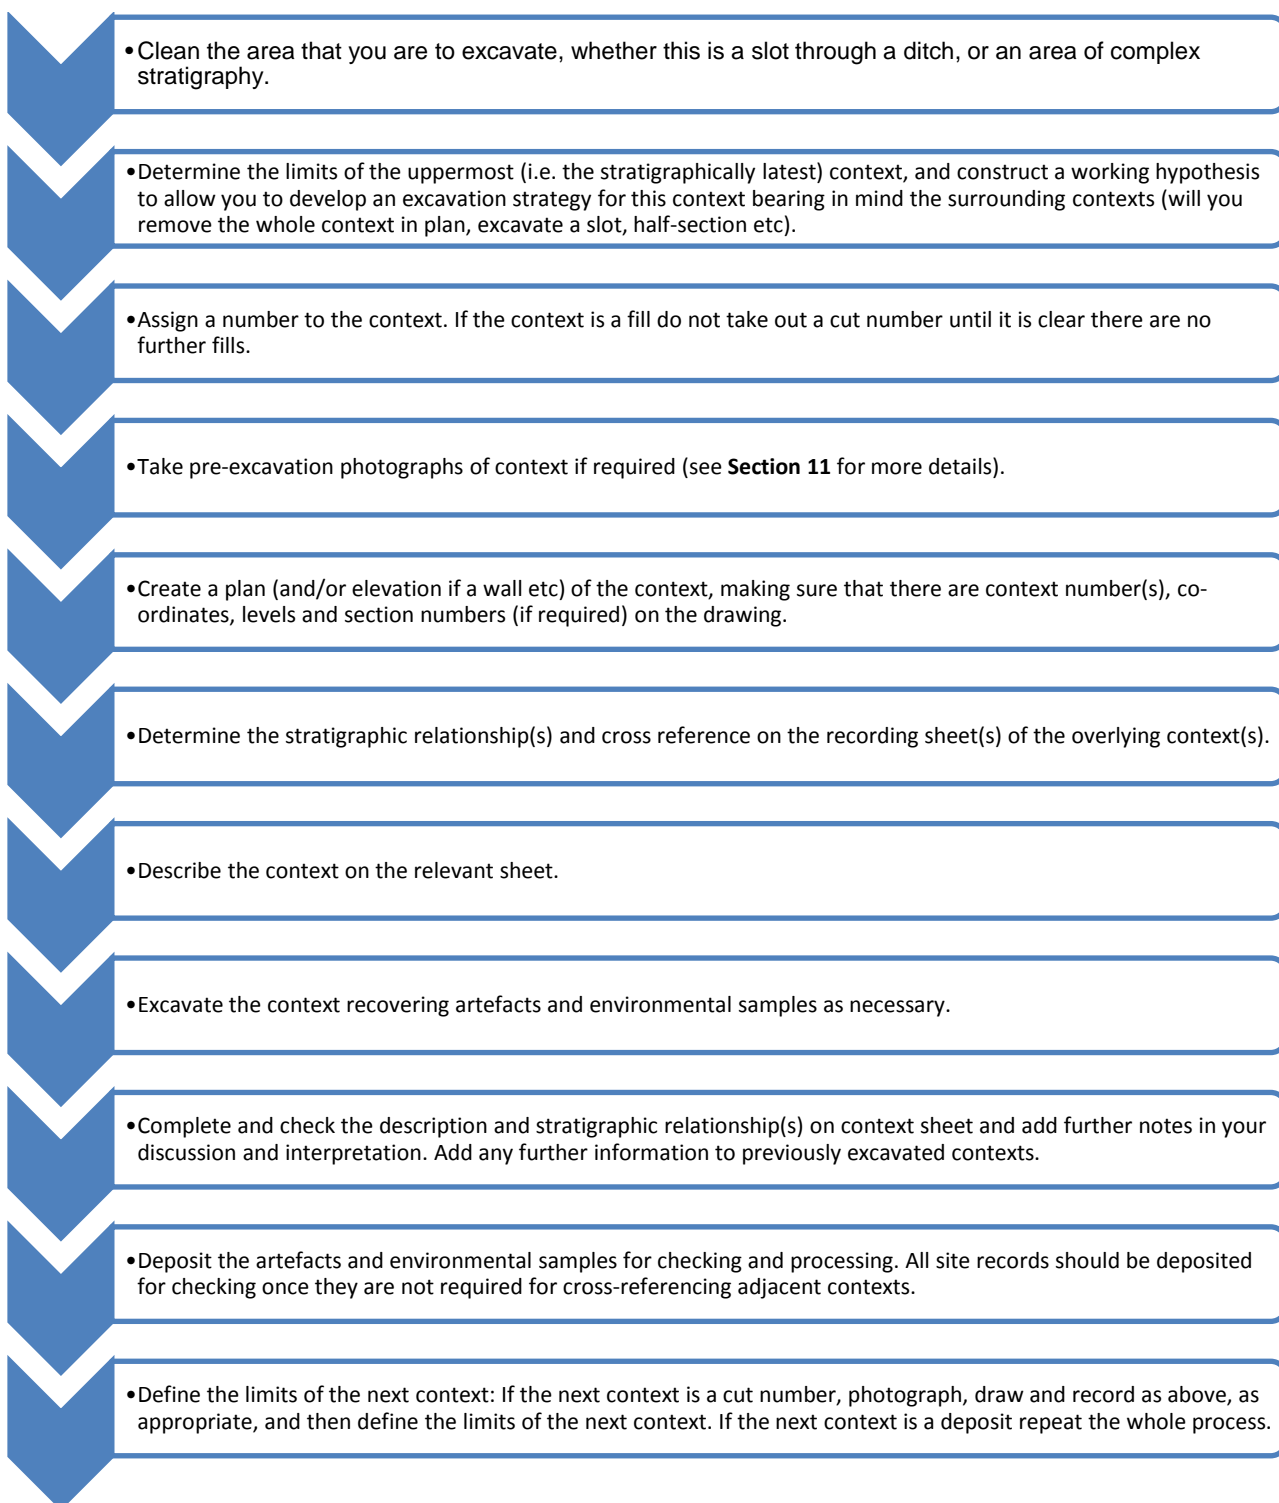 •Clean the area that you are to excavate, whether this is a slot through a ditch, or an area of complex
stratigraphy.
•Determine the limits of the uppermost (i.e. the stratigraphically latest) context, and construct a working hypothesis
to allow you to develop an excavation strategy for this context bearing in mind the surrounding contexts (will you
remove the whole context in plan, excavate a slot, half-section etc).
•Assign a number to the context. If the context is a fill do not take out a cut number until it is clear there are no
further fills.
•Take pre-excavation photographs of context if required (see Section 11 for more details).
•Create a plan (and/or elevation if a wall etc) of the context, making sure that there are context number(s), co-
ordinates, levels and section numbers (if required) on the drawing.
•Determine the stratigraphic relationship(s) and cross reference on the recording sheet(s) of the overlying context(s).
•Describe the context on the relevant sheet.
•Excavate the context recovering artefacts and environmental samples as necessary.
•Complete and check the description and stratigraphic relationship(s) on context sheet and add further notes in your
discussion and interpretation. Add any further information to previously excavated contexts.
•Deposit the artefacts and environmental samples for checking and processing. All site records should be deposited
for checking once they are not required for cross-referencing adjacent contexts.
•Define the limits of the next context: If the next context is a cut number, photograph, draw and record as above, as
appropriate, and then define the limits of the next context. If the next context is a deposit repeat the whole process.